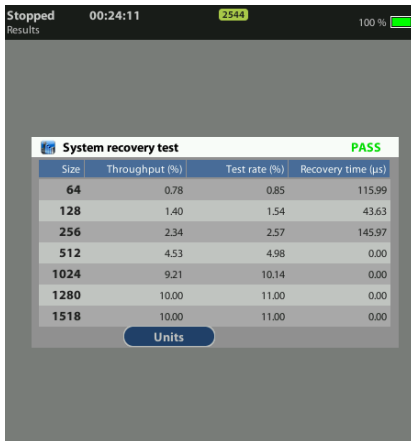 Stopped 00:24:11 2544 100 %
Results
System recovery test PASS
Size Throughput (%) Test rate (%) Recovery time (µs)
64 0.78 0.85 115.99
128 1.40 1.54 43.63
256 2.34 2.57 145.97
512 4.53 4.98 0.00
1024 9.21 10.14 0.00
1280 10.00 11.00 0.00
1518 10.00 11.00 0.00
Units